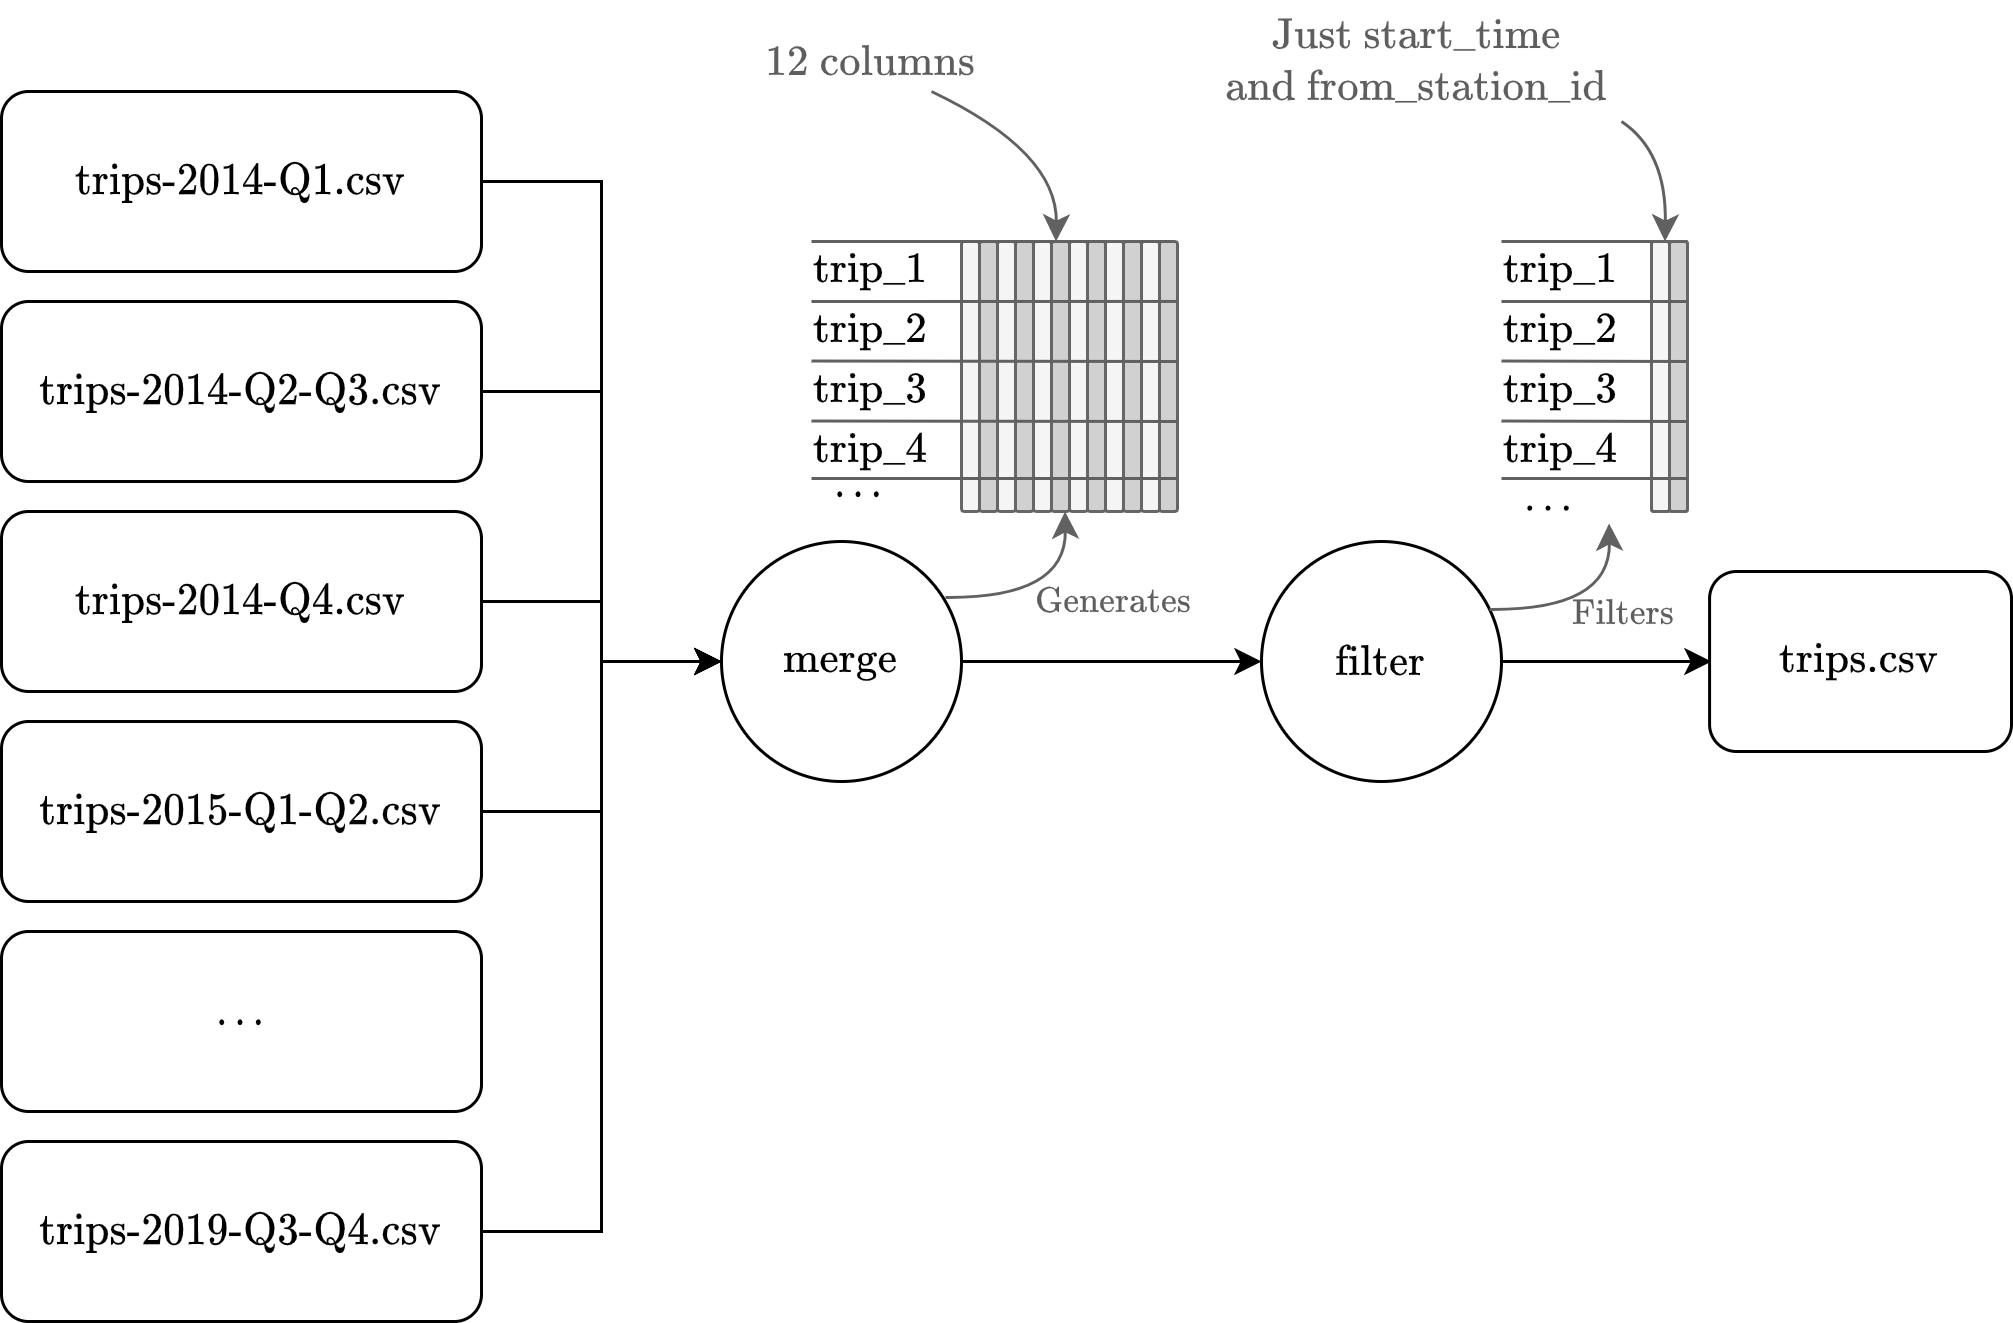 12 columns
Just start_time
and from_station_id
trips-2014-Q1.csv
trips-2014-Q2-Q3.csv
trips-2014-Q4.csv
trips-2015-Q1-Q2.csv
...
trips-2019-Q3-Q4.csv
trip_1
trip_2
trip_3
trip_4
...
Generates
merge
trip_1
trip_2
trip_3
trip_4
...
Filters
filter
trips.csv